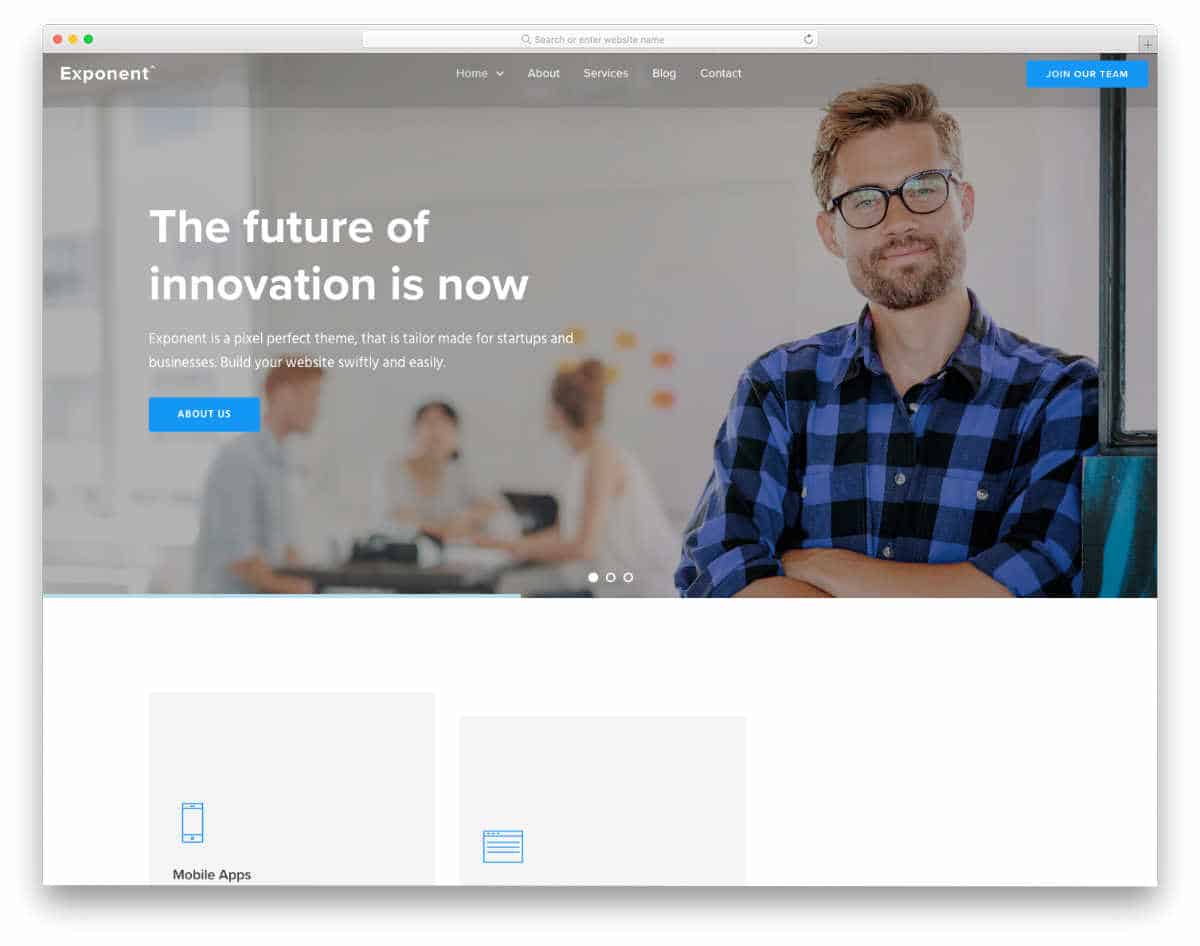 Search or enter website name
Exponent^
Home About Services Blog Contact
JOIN OUR TEAM
The future of
innovation is now
Exponent is a pixel perfect theme, that is tailor made for startups and
businesses. Build your website swiftly and easily.
ABOUT US
Mobile Apps